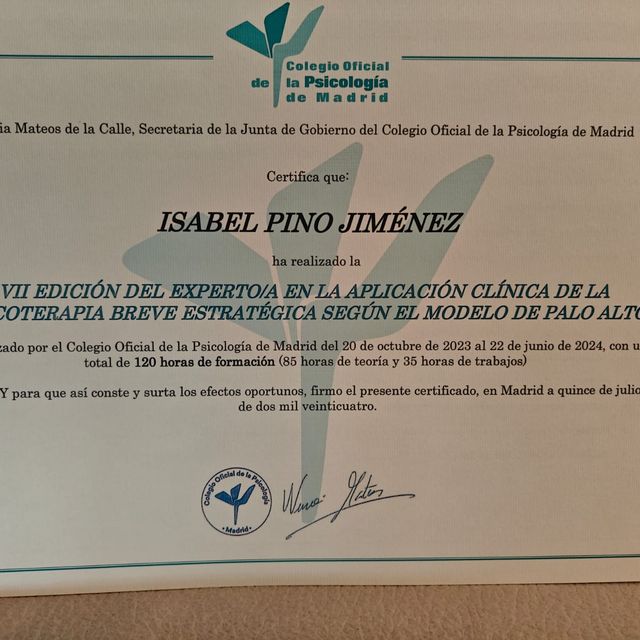 Colegio Oficial
de la Psicología
de Madrid
Mateos de la Calle, Secretaria de la Junta de Gobierno del Colegio Oficial de la Psicología de Madrid
Certifica que:
ISABEL PINO JIMÉNEZ
ha realizado la
VII EDICIÓN DEL EXPERTO/A EN LA APLICACIÓN CLÍNICA DE LA
COTERAPIA BREVE ESTRATÉGICA SEGÚN EL MODELO DE PALO ALTO
zado por el Colegio Oficial de la Psicología de Madrid del 20 de octubre de 2023 al 22 de junio de 2024, con u
total de 120 horas de formación (85 horas de teoría y 35 horas de trabajos)
Y para que así conste y surta los efectos oportunos, firmo el presente certificado, en Madrid a quince de julio
de dos mil veinticuatro.
Colegio Oficial de la Psicología
Madrid